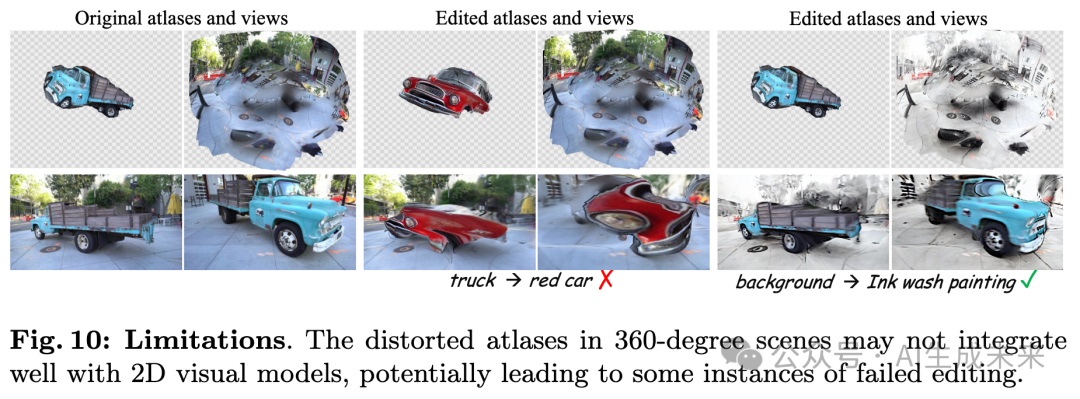 Original atlases and views
Edited atlases and views
Edited atlases and views
truck → red car ✗
background → Ink wash painting ✓
Fig. 10: Limitations. The distorted atlases in 360-degree scenes may not integrate
well with 2D visual models, potentially leading to some instances of failed editing.
公众号 · AI生成未来